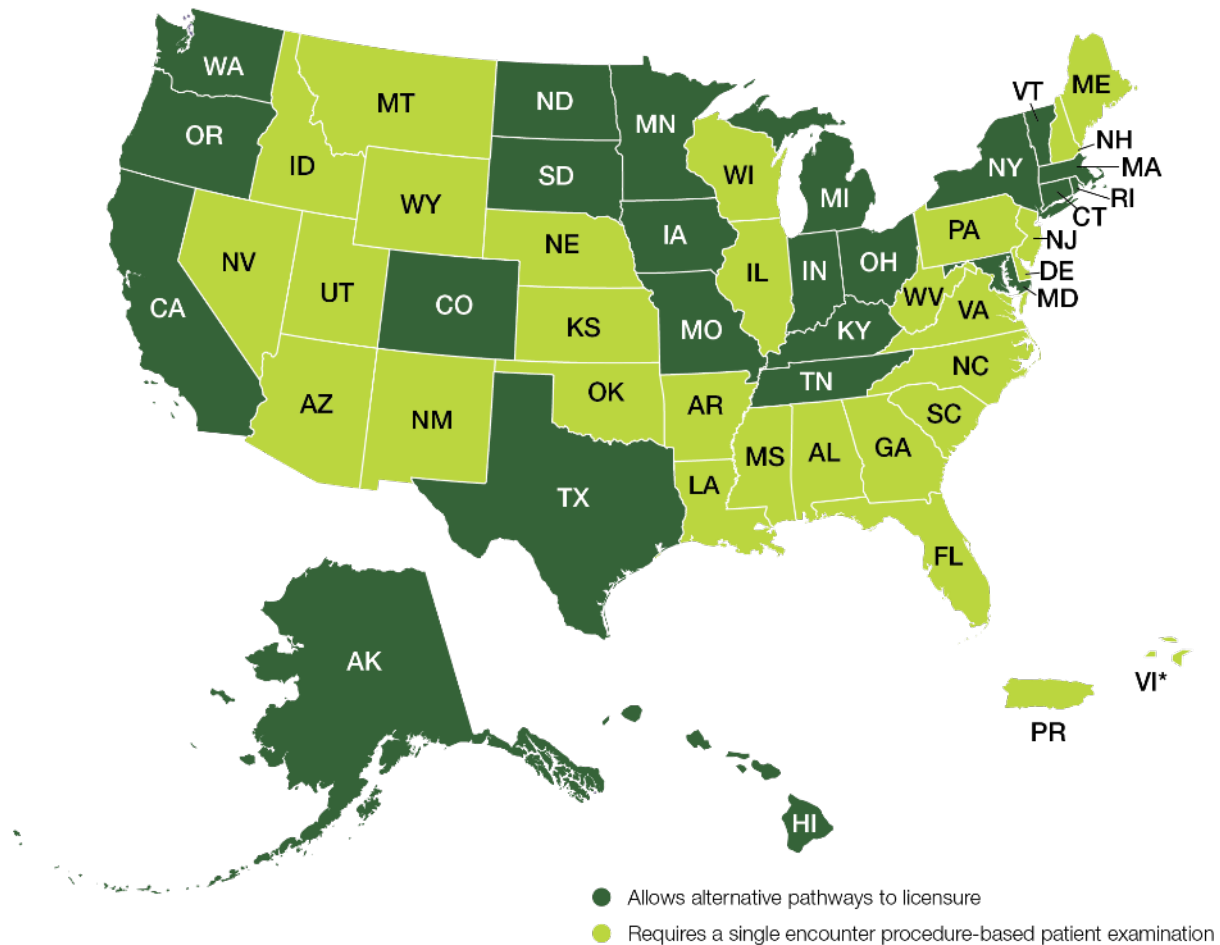 WA
OR
CA
NV
ID
MT
WY
UT
AZ
NM
CO
ND
SD
NE
KS
OK
TX
MN
IA
MO
AR
LA
WI
IL
MI
IN
OH
KY
TN
MS
AL
GA
FL
SC
NC
VA
WV
PA
NY
VT
ME
NH
MA
RI
CT
NJ
DE
MD
AK
HI
PR
VI*
Allows alternative pathways to licensure
Requires a single encounter procedure-based patient examination